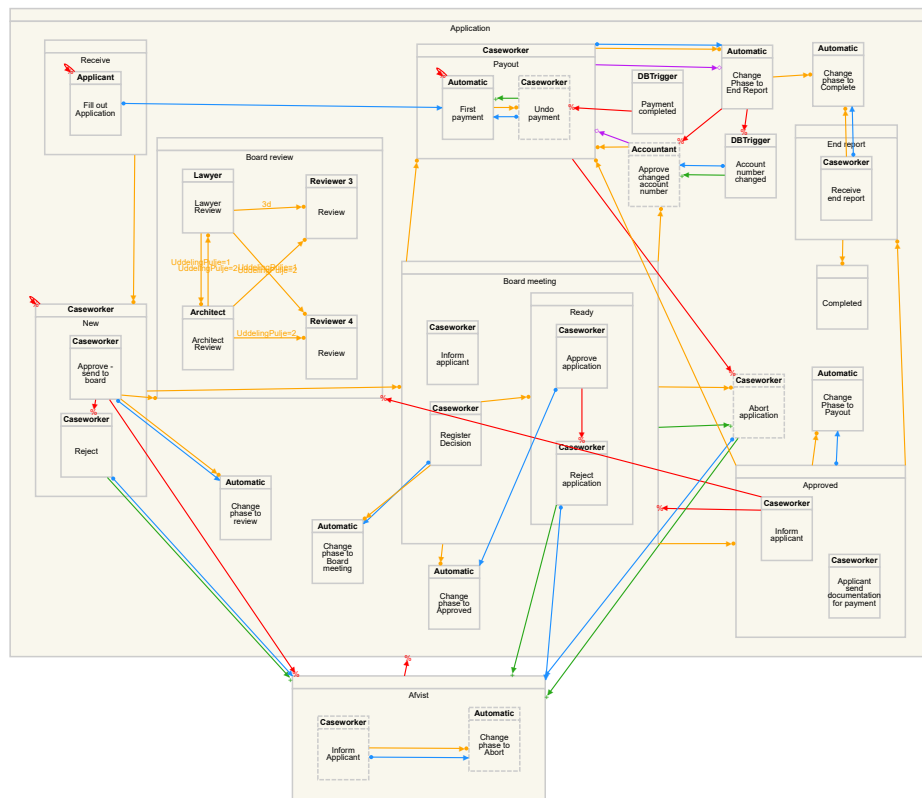 Application
Receive
Applicant
Fill out
Application
Caseworker
Payout
Automatic
First
payment
Caseworker
Undo
payment
%
DBTrigger
Payment
completed
Automatic
Change
Phase to
End Report
Automatic
Change
phase to
Complete
%
%
DBTrigger
Account
number
changed
Accountant
Approve
changed
account
number
End report
Caseworker
Receive
end report
Completed
Board review
Lawyer
Lawyer
Review
Reviewer 3
Review
3d
UddelingPulje=1
UddelingPulje=2
UddelingPulje=1
UddelingPulje=2
Architect
Architect
Review
UddelingPulje=2
Reviewer 4
Review
Caseworker
New
Caseworker
Approve -
send to
board
%
Caseworker
Reject
Automatic
Change
phase to
review
Board meeting
Caseworker
Inform
applicant
Caseworker
Register
Decision
Ready
Caseworker
Approve
application
%
Caseworker
Reject
application
%
%
Caseworker
Abort
application
Automatic
Change
Phase to
Payout
Automatic
Change
phase to
Board
meeting
Automatic
Change
phase to
Approved
Approved
%
Caseworker
Inform
applicant
Caseworker
Applicant
send
documentation
for payment
%
%
Afvist
Caseworker
Inform
Applicant
Automatic
Change
phase to
Abort